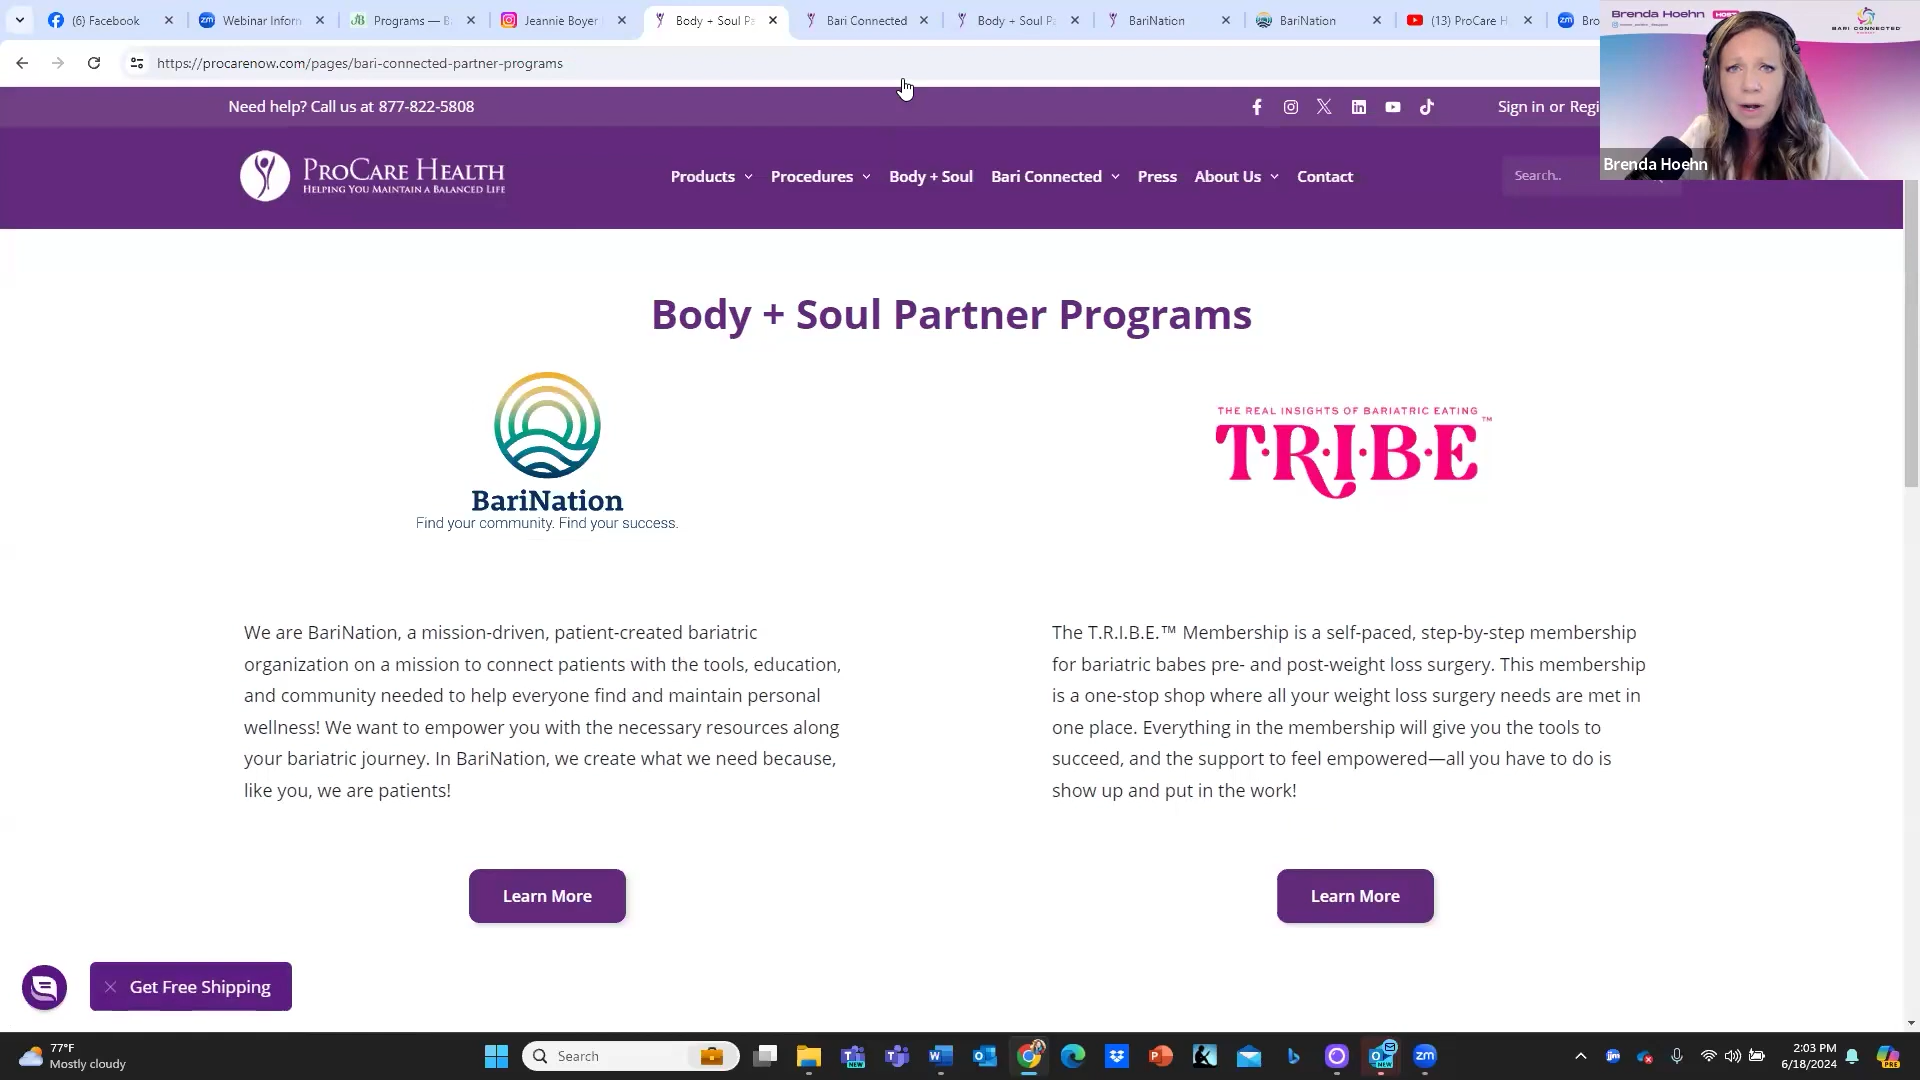 (6) Facebook
Webinar Inform
Programs — B
Jeannie Boyer
Body + Soul Pa
Bari Connected
Body + Soul Pa
BariNation
BariNation
(13) ProCare H
Bro
https://procarenow.com/pages/bari-connected-partner-programs
Brenda Hoehn
HOST
BARI CONNECTED
Brenda Hoehn
Need help? Call us at 877-822-5808
Sign in or Regi
PROCARE HEALTH
HELPING YOU MAINTAIN A BALANCED LIFE
Products
Procedures
Body + Soul
Bari Connected
Press
About Us
Contact
Search..
Body + Soul Partner Programs
BariNation
Find your community. Find your success.
We are BariNation, a mission-driven, patient-created bariatric
organization on a mission to connect patients with the tools, education,
and community needed to help everyone find and maintain personal
wellness! We want to empower you with the necessary resources along
your bariatric journey. In BariNation, we create what we need because,
like you, we are patients!
Learn More
THE REAL INSIGHTS OF BARIATRIC EATING
T·R·I·B·E™
The T.R.I.B.E.™ Membership is a self-paced, step-by-step membership
for bariatric babes pre- and post-weight loss surgery. This membership
is a one-stop shop where all your weight loss surgery needs are met in
one place. Everything in the membership will give you the tools to
succeed, and the support to feel empowered—all you have to do is
show up and put in the work!
Learn More
Get Free Shipping
77°F
Mostly cloudy
Search
2:03 PM
6/18/2024